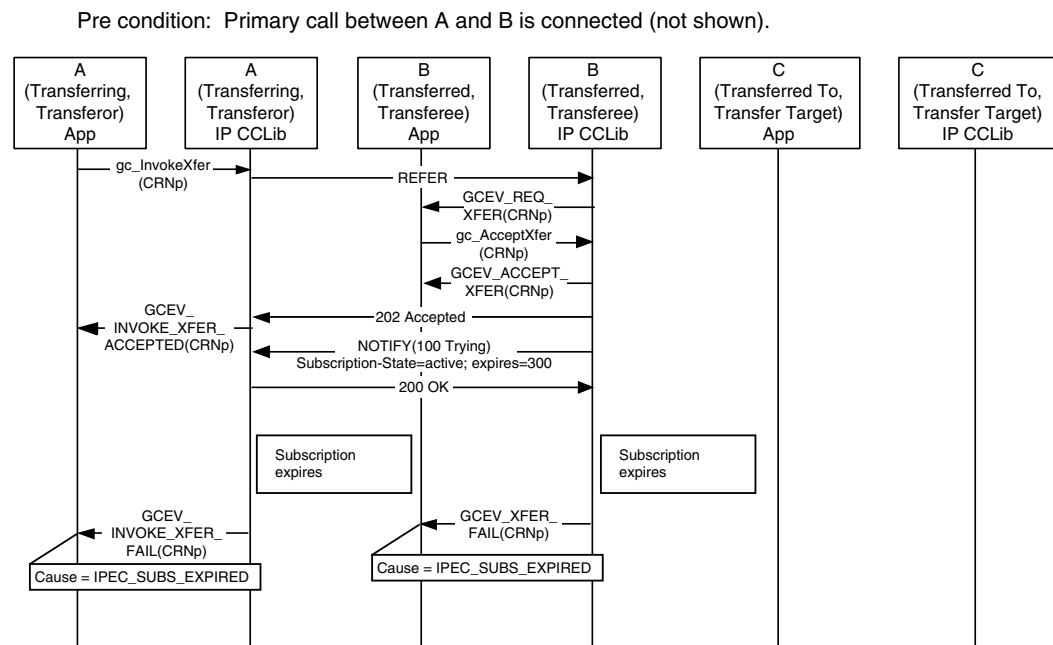 Pre condition:  Primary call between A and B is connected (not shown).
A
(Transferring,
Transferor)
App
A
(Transferring,
Transferor)
IP CCLib
B
(Transferred,
Transferee)
App
B
(Transferred,
Transferee)
IP CCLib
C
(Transferred To,
Transfer Target)
App
C
(Transferred To,
Transfer Target)
IP CCLib
gc_InvokeXfer
(CRNp)
REFER
GCEV_REQ_
XFER(CRNp)
gc_AcceptXfer
(CRNp)
GCEV_ACCEPT_
XFER(CRNp)
202 Accepted
GCEV_
INVOKE_XFER_
ACCEPTED(CRNp)
NOTIFY(100 Trying)
Subscription-State=active; expires=300
200 OK
Subscription
expires
Subscription
expires
GCEV_
INVOKE_XFER_
FAIL(CRNp)
GCEV_XFER_
FAIL(CRNp)
Cause = IPEC_SUBS_EXPIRED
Cause = IPEC_SUBS_EXPIRED